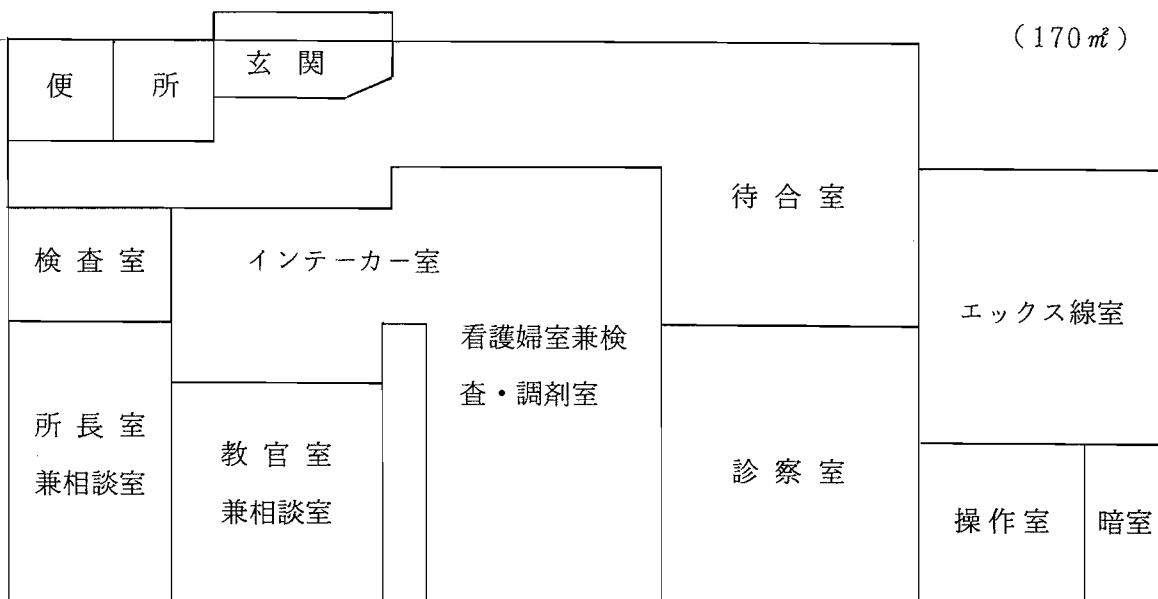 (170㎡)
便所
玄関
待合室
検査室
インテーカー室
エックス線室
看護婦室兼検
査・調剤室
所長室
兼相談室
教官室
兼相談室
診察室
操作室
暗室